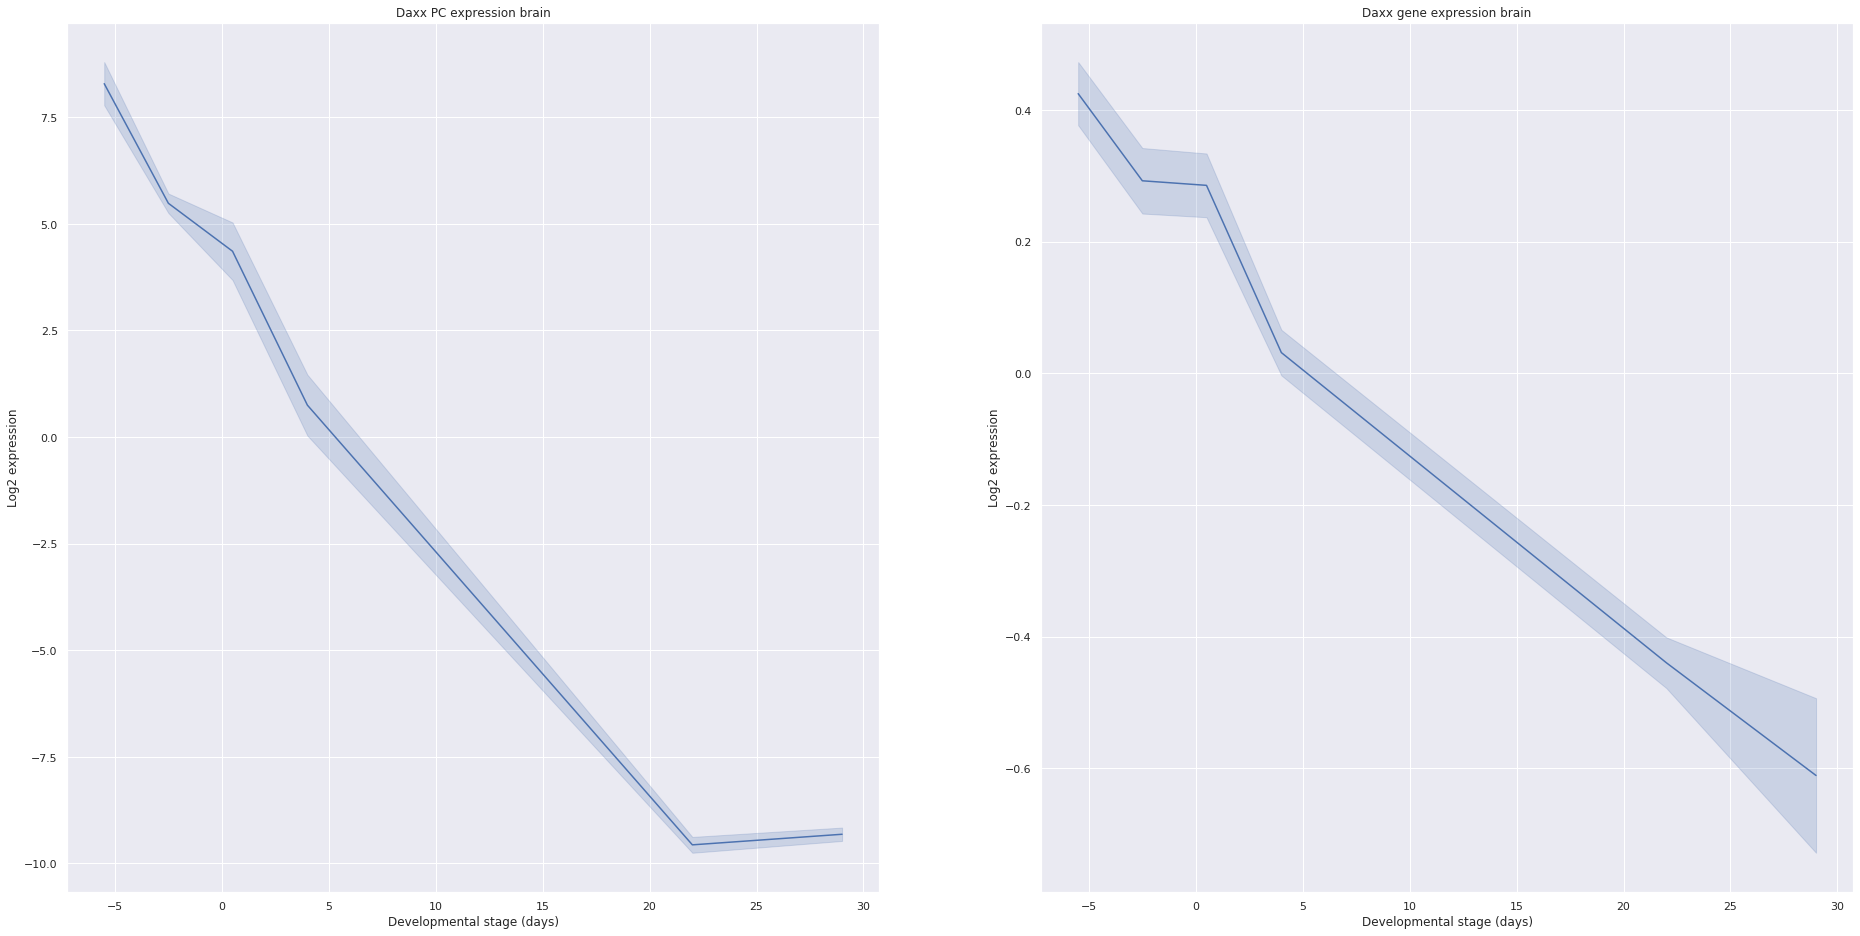 Daxx PC expression brain
Log2 expression
7.5
5.0
2.5
0.0
−2.5
−5.0
−7.5
−10.0
−5 0 5 10 15 20 25 30
Developmental stage (days)
Daxx gene expression brain
Log2 expression
0.4
0.2
0.0
−0.2
−0.4
−0.6
−5 0 5 10 15 20 25 30
Developmental stage (days)